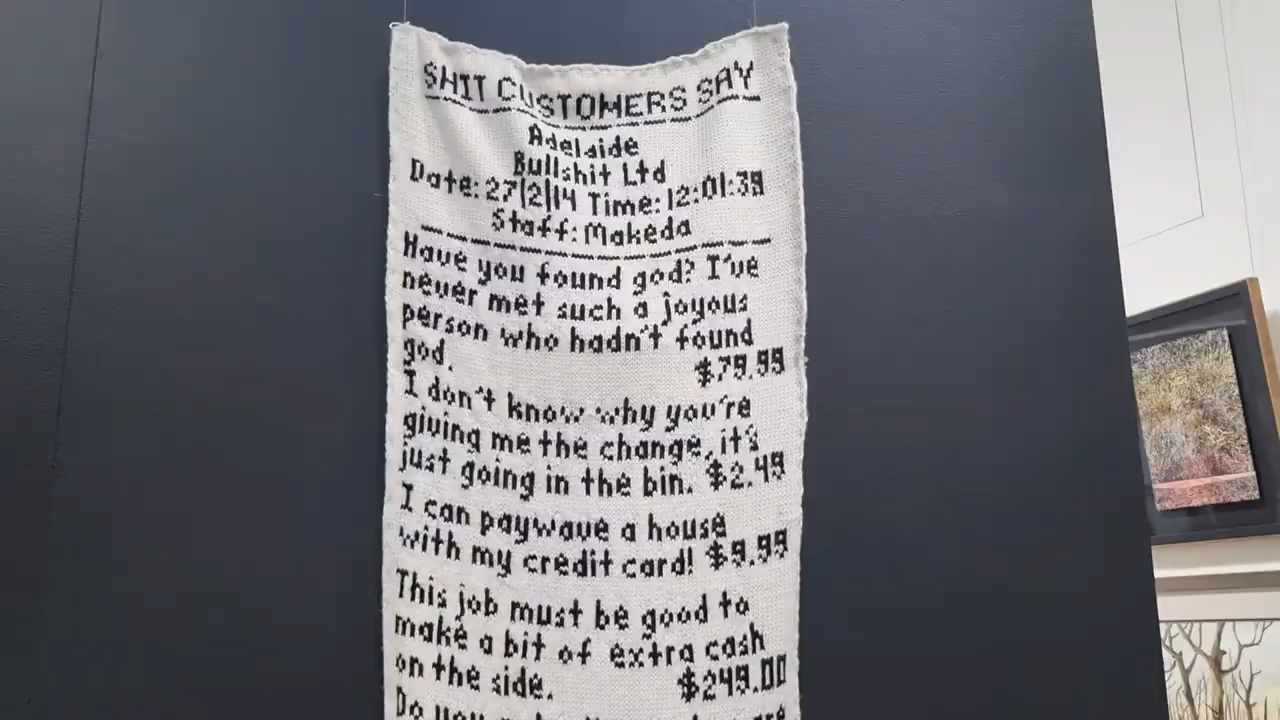 SHIT CUSTOMERS SAY
Adelaide
Bullshit Ltd
Date: 27|2|14 Time: 12:01:39
Staff: Makeda
Have you found god? I've
never met such a joyous
person who hadn't found
god. $79.99
I don't know why you're
giving me the change, it's
just going in the bin. $2.49
I can paywave a house
with my credit card! $9.99
This job must be good to
make a bit of extra cash
on the side. $249.00
Do you